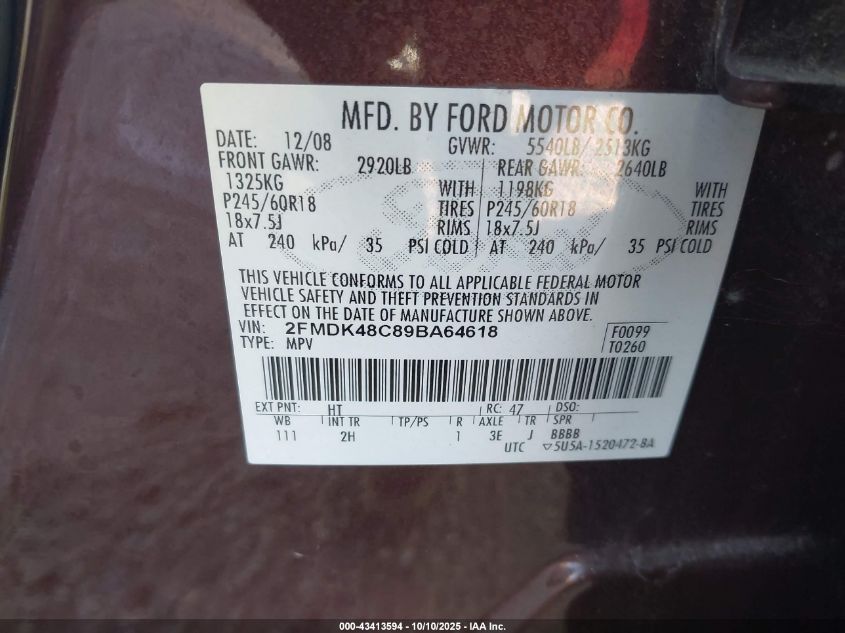 MFD. BY FORD MOTOR CO.
DATE: 12/08 GVWR: 5540LB/ 2513KG
FRONT GAWR: 2920LB REAR GAWR: 2640LB
1325KG WITH 1198KG WITH
P245/60R18 TIRES P245/60R18 TIRES
18x7.5J RIMS 18x7.5J RIMS
AT 240 kPa/ 35 PSI COLD AT 240 kPa/ 35 PSI COLD
THIS VEHICLE CONFORMS TO ALL APPLICABLE FEDERAL MOTOR
VEHICLE SAFETY AND THEFT PREVENTION STANDARDS IN
EFFECT ON THE DATE OF MANUFACTURE SHOWN ABOVE.
VIN: 2FMDK48C89BA64618 F0099
TYPE: MPV T0260
EXT PNT: HT RC: 47 DSO:
WB INT TR TP/PS R AXLE TR SPR
111 2H 1 3E J BBBB
UTC ▽5U5A-1520472-BA
000-43413594 - 10/10/2025 - IAA Inc.